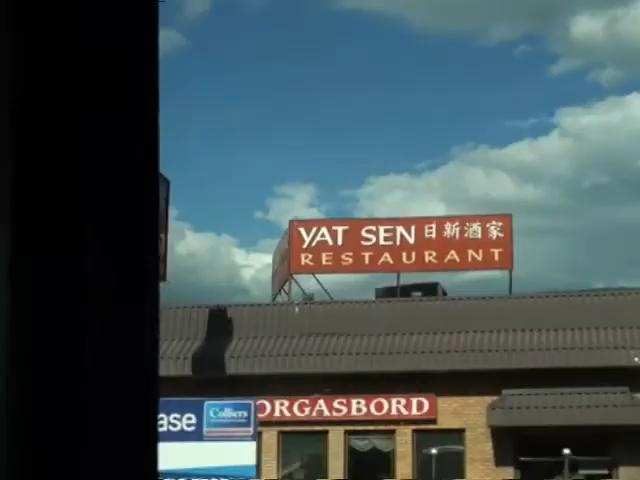 YAT SEN 日新酒家
RESTAURANT
ORGASBORD
ase
Colliers